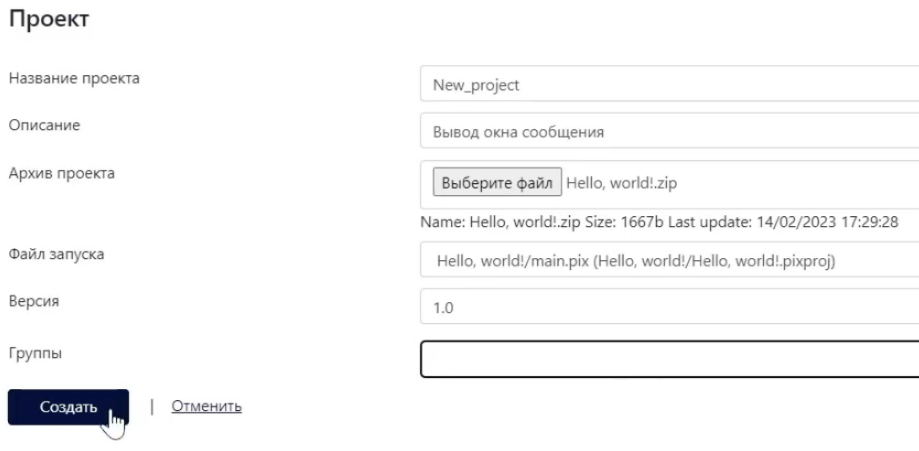 Проект
Название проекта New_project
Описание Вывод окна сообщения
Архив проекта Выберите файл Hello, world!.zip
Name: Hello, world!.zip Size: 1667b Last update: 14/02/2023 17:29:28
Файл запуска Hello, world!/main.pix (Hello, world!/Hello, world!.pixproj)
Версия 1.0
Группы
Создать | Отменить